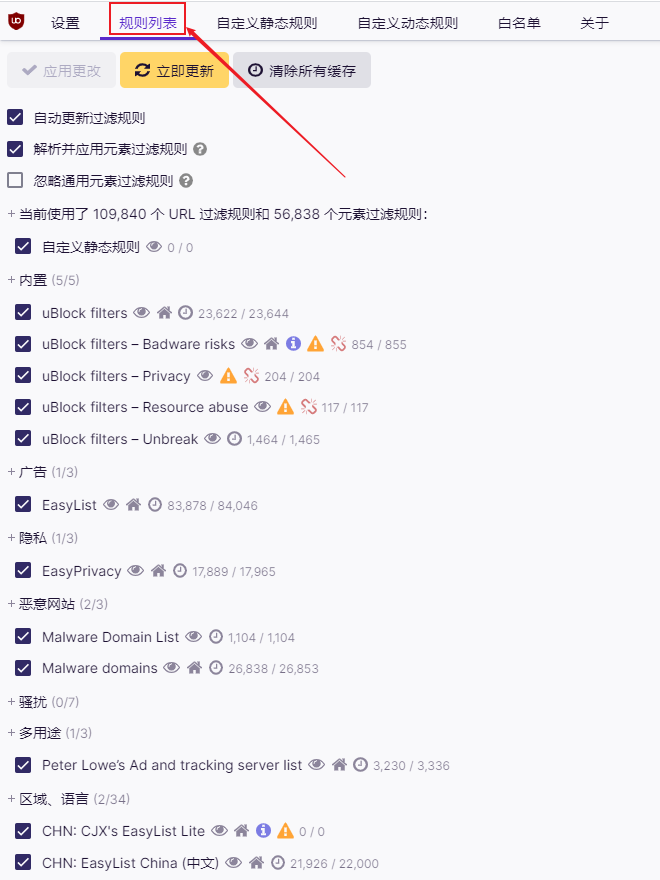 uO 设置 规则列表 自定义静态规则 自定义动态规则 白名单 关于
应用更改 立即更新 清除所有缓存
自动更新过滤规则
解析并应用元素过滤规则 ?
忽略通用元素过滤规则 ?
+ 当前使用了 109,840 个 URL 过滤规则和 56,838 个元素过滤规则：
自定义静态规则 0 / 0
+ 内置 (5/5)
uBlock filters 23,622 / 23,644
uBlock filters – Badware risks i ! 854 / 855
uBlock filters – Privacy ! 204 / 204
uBlock filters – Resource abuse ! 117 / 117
uBlock filters – Unbreak 1,464 / 1,465
+ 广告 (1/3)
EasyList 83,878 / 84,046
+ 隐私 (1/3)
EasyPrivacy 17,889 / 17,965
+ 恶意网站 (2/3)
Malware Domain List 1,104 / 1,104
Malware domains 26,838 / 26,853
+ 骚扰 (0/7)
+ 多用途 (1/3)
Peter Lowe’s Ad and tracking server list 3,230 / 3,336
+ 区域、语言 (2/34)
CHN: CJX's EasyList Lite i ! 0 / 0
CHN: EasyList China (中文) 21,926 / 22,000